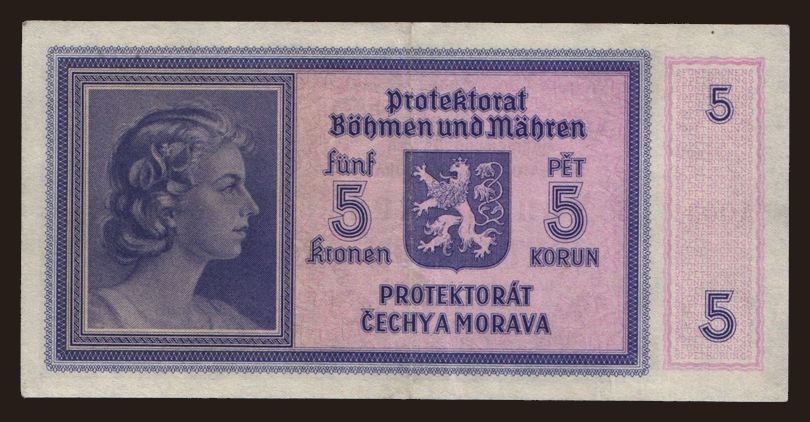 Protektorat
Böhmen und Mähren
fünf
5
Kronen
PĚT
5
KORUN
PROTEKTORÁT
ČECHY A MORAVA
5
5